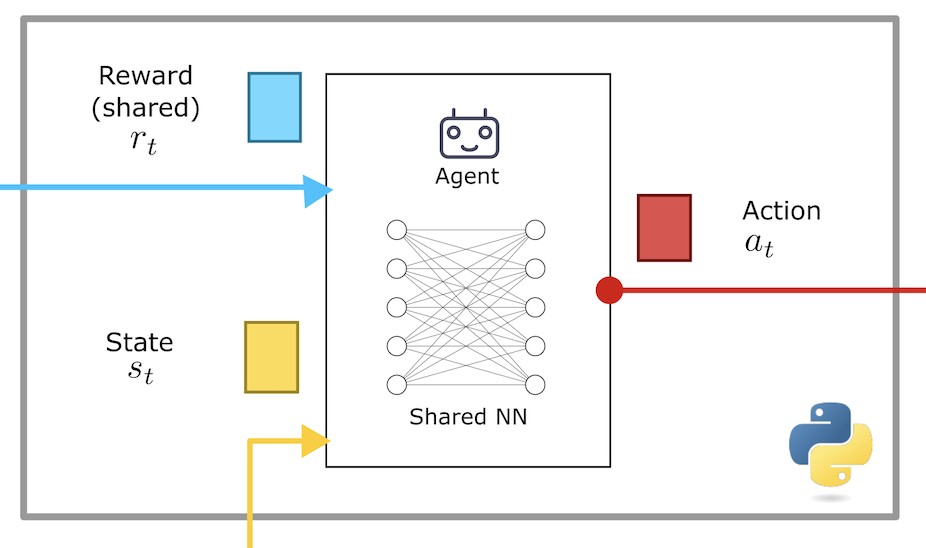 Reward
(shared)
r_t
Agent
Action
a_t
State
s_t
Shared NN